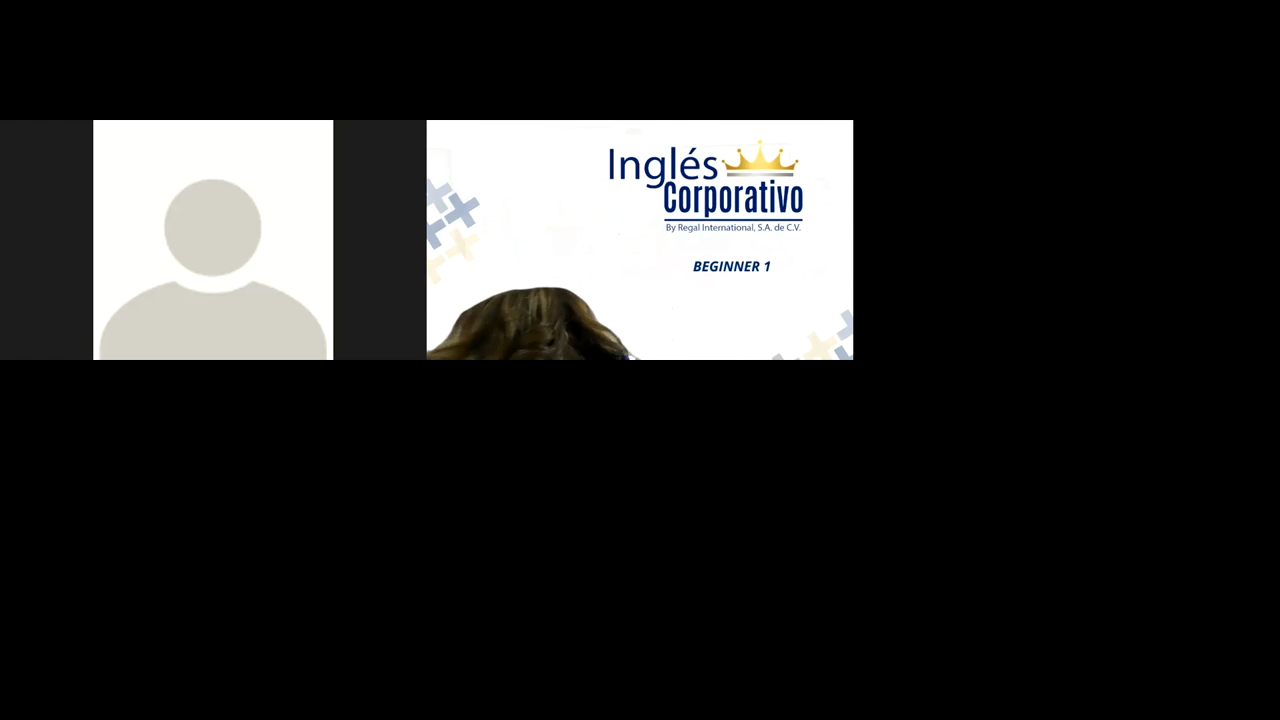 Inglés
Corporativo
By Regal International, S.A. de C.V.
BEGINNER 1